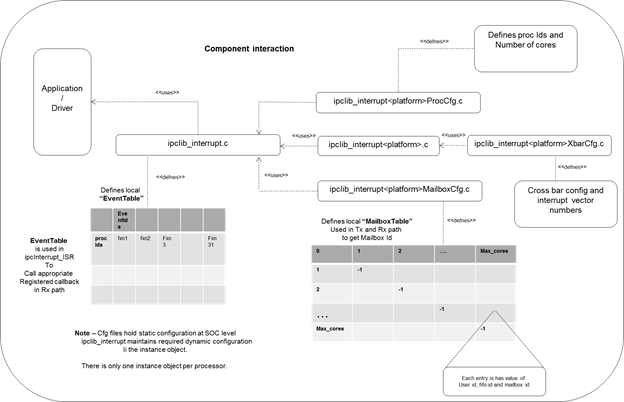 Component interaction
Defines proc Ids and
Number of cores
<<defnes>>
Application
/
Driver
<<uses>>
ipclib_interrupt<platform>ProcCfg.c
ipclib_interrupt.c
<<uses>>
ipclib_interrupt<platform>.c
<<uses>>
ipclib_interrupt<platform>XbarCfg.c
<<defnes>>
<<uses>>
ipclib_interrupt<platform>MailboxCfg.c
<<defnes>>
Cross bar config and
interrupt vector
numbers
Defines local
“EventTable”
Defines local “MailboxTable”
Used in Tx and Rx path
to get Mailbox Id
<<defnes>>
EventTable
is used in
ipcInterrupt_ISR
To
Call appropriate
Registered callback
in Rx path
Eve
ntId
s
proc Ids
fxn1
fxn2
Fxn 3
Fxn 31
0 1 2 .... Max_cores
1 -1
2 -1
... -1
Max_cores -1
Note – Cfg files hold static configuration at SOC level
ipclib_interrupt maintains required dynamic configuration
Ii the instance object.
There is only one instance object per processor.
Each entry is has value of
User id, fifo id and mailbox id